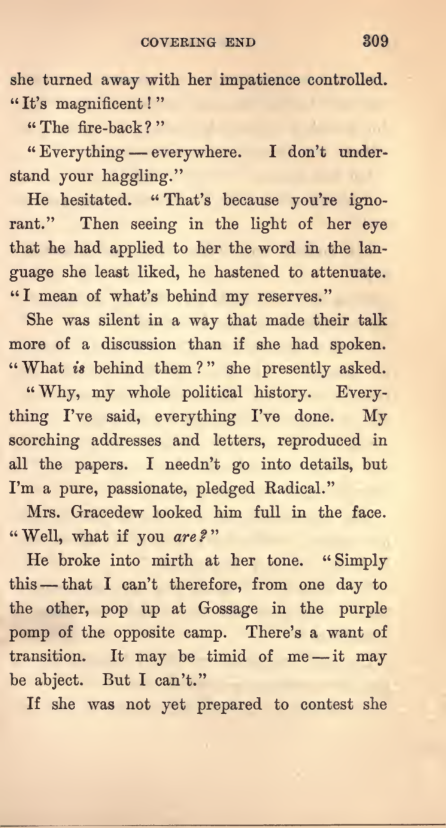 COVERING END 309
she turned away with her impatience controlled.
“It's magnificent!”
“The fire-back?”
“Everything — everywhere. I don't under-
stand your haggling.”
He hesitated. “That's because you're igno-
rant.” Then seeing in the light of her eye
that he had applied to her the word in the lan-
guage she least liked, he hastened to attenuate.
“I mean of what's behind my reserves.”
She was silent in a way that made their talk
more of a discussion than if she had spoken.
“What is behind them?” she presently asked.
“Why, my whole political history. Every-
thing I've said, everything I've done. My
scorching addresses and letters, reproduced in
all the papers. I needn't go into details, but
I'm a pure, passionate, pledged Radical.”
Mrs. Gracedew looked him full in the face.
“Well, what if you are?”
He broke into mirth at her tone. “Simply
this — that I can't therefore, from one day to
the other, pop up at Gossage in the purple
pomp of the opposite camp. There's a want of
transition. It may be timid of me — it may
be abject. But I can't.”
If she was not yet prepared to contest she